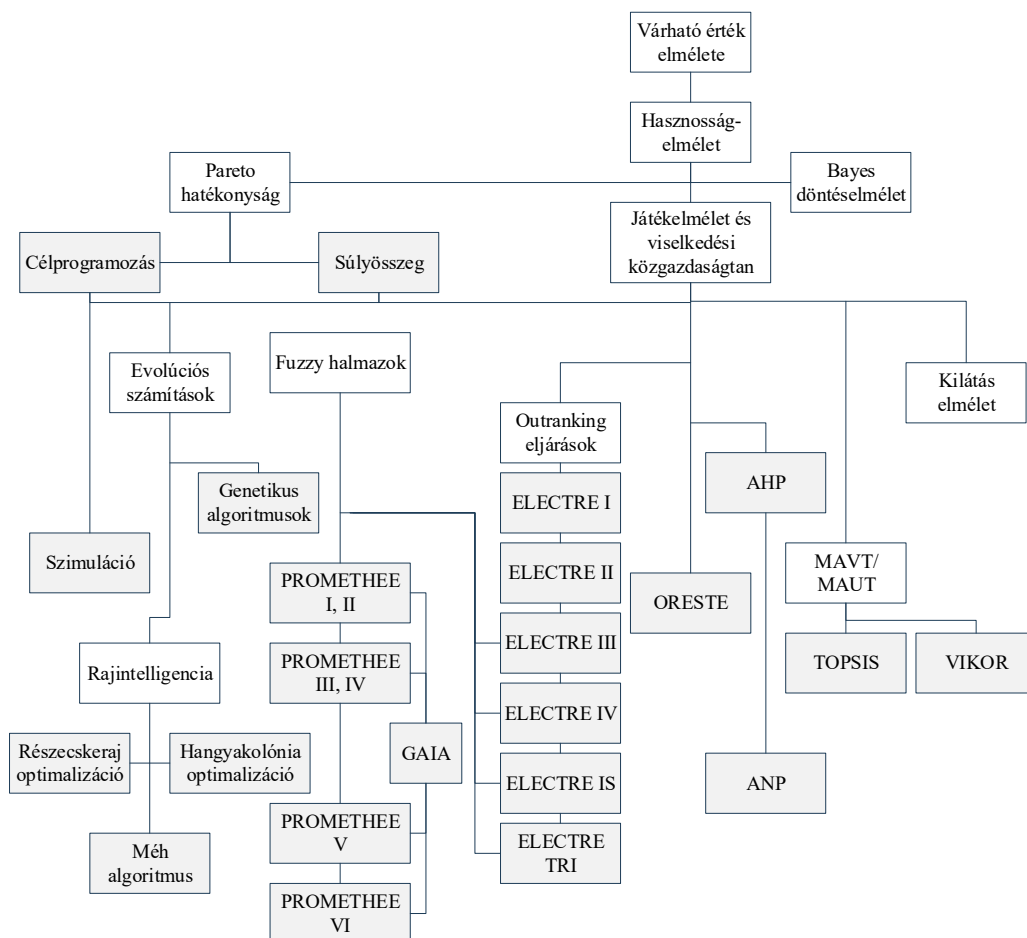 Várható érték
elmélete
Hasznosság-
elmélet
Pareto
hatékonyság
Bayes
döntéselmélet
Játékelmélet és
viselkedési
közgazdaságtan
Célprogramozás
Súlyösszeg
Evolúciós
számítások
Fuzzy halmazok
Kilátás
elmélet
Outranking
eljárások
AHP
Genetikus
algoritmusok
ELECTRE I
Szimuláció
MAVT/
MAUT
PROMETHEE
I, II
ELECTRE II
ORESTE
Rajintelligencia
PROMETHEE
III, IV
ELECTRE III
TOPSIS
VIKOR
Részecskeraj
optimalizáció
Hangyakolónia
optimalizáció
GAIA
ELECTRE IV
ELECTRE IS
ANP
Méh
algoritmus
PROMETHEE
V
ELECTRE
TRI
PROMETHEE
VI